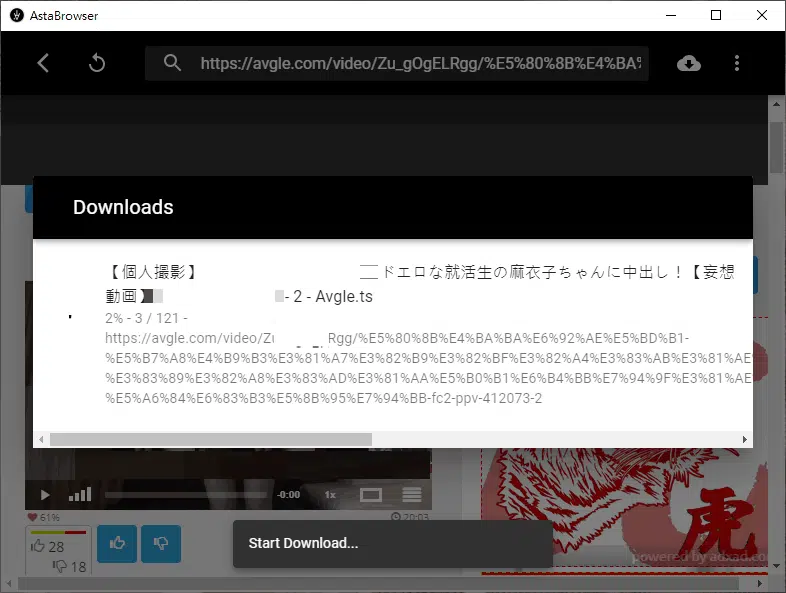 AstaBrowser
https://avgle.com/video/Zu_gOgELRgg/%E5%80%8B%E4%BA%
Downloads
【個人撮影】 ドエロな就活生の麻衣子ちゃんに中出し！【妄想
動画】 - 2 - Avgle.ts
2% - 3 / 121 -
https://avgle.com/video/Zu Rgg/%E5%80%8B%E4%BA%BA%E6%92%AE%E5%BD%B1-
%E5%B7%A8%E4%B9%B3%E3%81%A7%E3%82%B9%E3%82%BF%E3%82%A4%E3%83%AB%E3%81%AE
%E3%83%89%E3%82%A8%E3%83%AD%E3%81%AA%E5%B0%B1%E6%B4%BB%E7%94%9F%E3%81%AE
%E5%A6%84%E6%83%B3%E5%8B%95%E7%94%BB-fc2-ppv-412073-2
-0:00 1x
61% 20:03
28
18
Start Download...
虎
powered by adxad.co